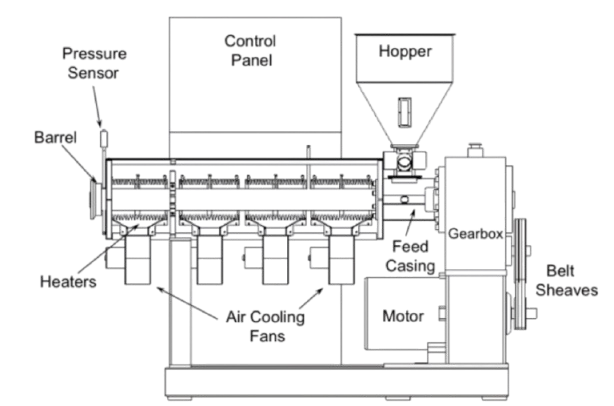 Control
Panel
Hopper
Pressure
Sensor
Barrel
Heaters
Air Cooling
Fans
Feed
Casing
Gearbox
Motor
Belt
Sheaves